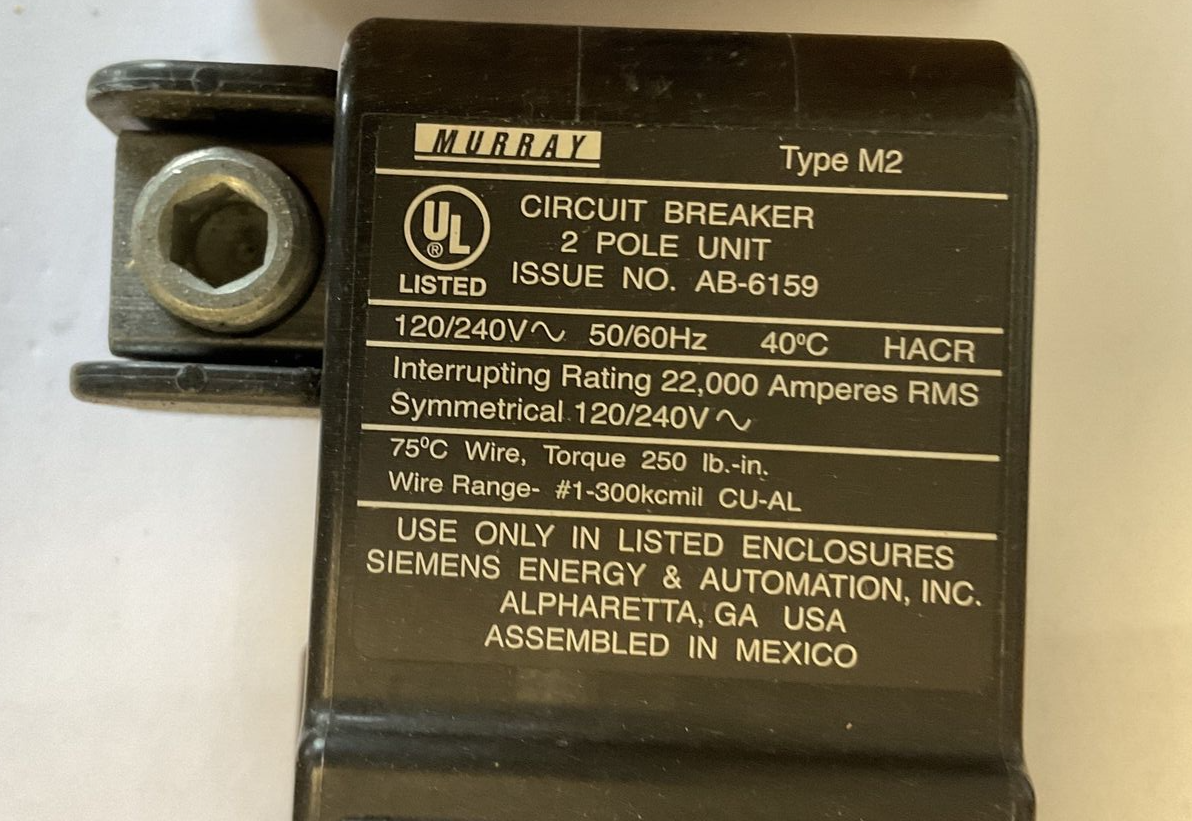 MURRAY Type M2
UL ® LISTED
CIRCUIT BREAKER
2 POLE UNIT
ISSUE NO. AB-6159
120/240V∿ 50/60Hz 40ºC HACR
Interrupting Rating 22,000 Amperes RMS
Symmetrical 120/240V∿
75ºC Wire, Torque 250 lb.-in.
Wire Range- #1-300kcmil CU-AL
USE ONLY IN LISTED ENCLOSURES
SIEMENS ENERGY & AUTOMATION, INC.
ALPHARETTA, GA USA
ASSEMBLED IN MEXICO